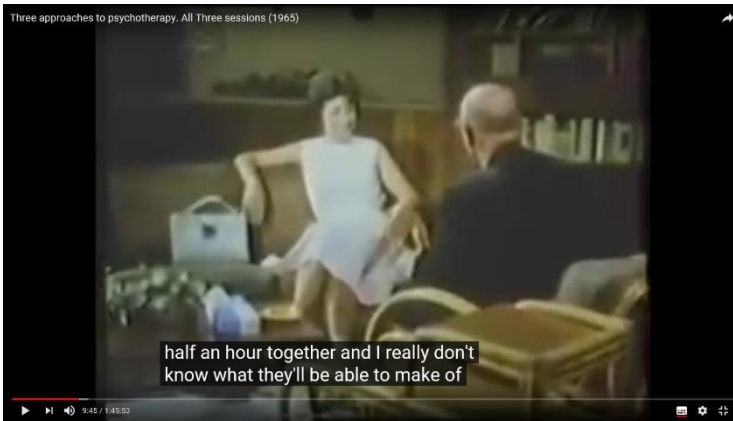 Three approaches to psychotherapy. All Three sessions (1965)
half an hour together and I really don't
know what they'll be able to make of
9:45 / 1:45:53